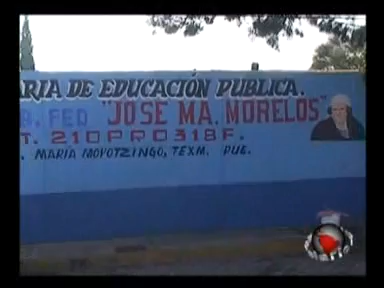 ARIA DE EDUCACIÓN PUBLICA.
B. FED "JOSE MA. MORELOS"
T. 21DPR0318F.
. MARIA MOYOTZINGO, TEXM. PUE.